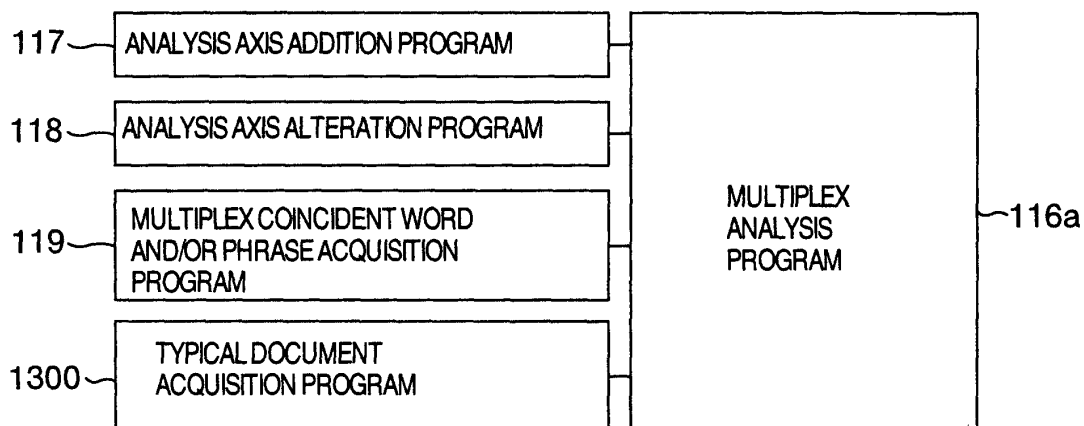 117
ANALYSIS AXIS ADDITION PROGRAM
118
ANALYSIS AXIS ALTERATION PROGRAM
119
MULTIPLEX COINCIDENT WORD
AND/OR PHRASE ACQUISITION
PROGRAM
1300
TYPICAL DOCUMENT
ACQUISITION PROGRAM
MULTIPLEX
ANALYSIS
PROGRAM
116a